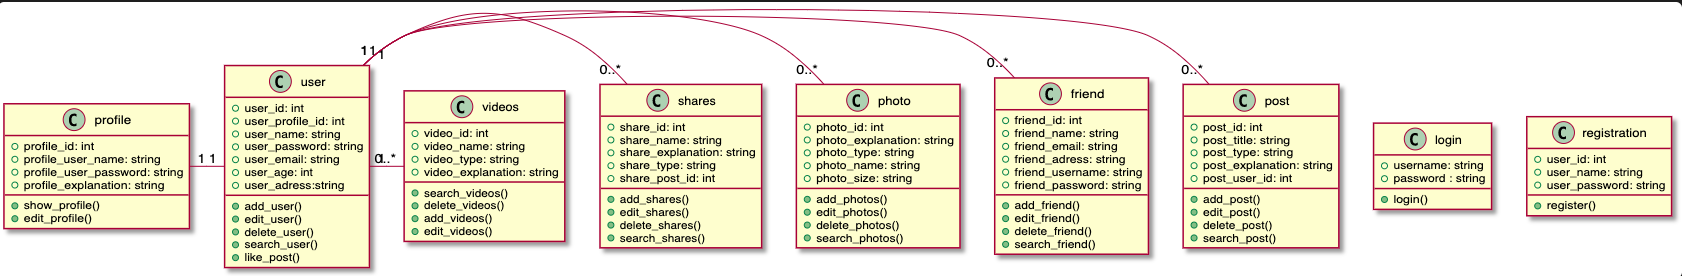 1 1 1
0..*
0..*
0..*
0..*
C profile
profile_id: int
profile_user_name: string
profile_user_password: string
profile_explanation: string
show_profile()
edit_profile()
1 1
C user
user_id: int
user_profile_id: int
user_name: string
user_password: string
user_email: string
user_age: int
user_adress:string
add_user()
edit_user()
delete_user()
search_user()
like_post()
0..*
C videos
video_id: int
video_name: string
video_type: string
video_explanation: string
search_videos()
delete_videos()
add_videos()
edit_videos()
C shares
share_id: int
share_name: string
share_explanation: string
share_type:string
share_post_id: int
add_shares()
edit_shares()
delete_shares()
search_shares()
C photo
photo_id: int
photo_explanation: string
photo_type: string
photo_name: string
photo_size: string
add_photos()
edit_photos()
delete_photos()
search_photos()
C friend
friend_id: int
friend_name: string
friend_email: string
friend_adress: string
friend_username: string
friend_password: string
add_friend()
edit_friend()
delete_friend()
search_friend()
C post
post_id: int
post_title: string
post_type: string
post_explanation: string
post_user_id: int
add_post()
edit_post()
delete_post()
search_post()
C login
username: string
password : string
login()
C registration
user_id: int
user_name: string
user_password: string
register()